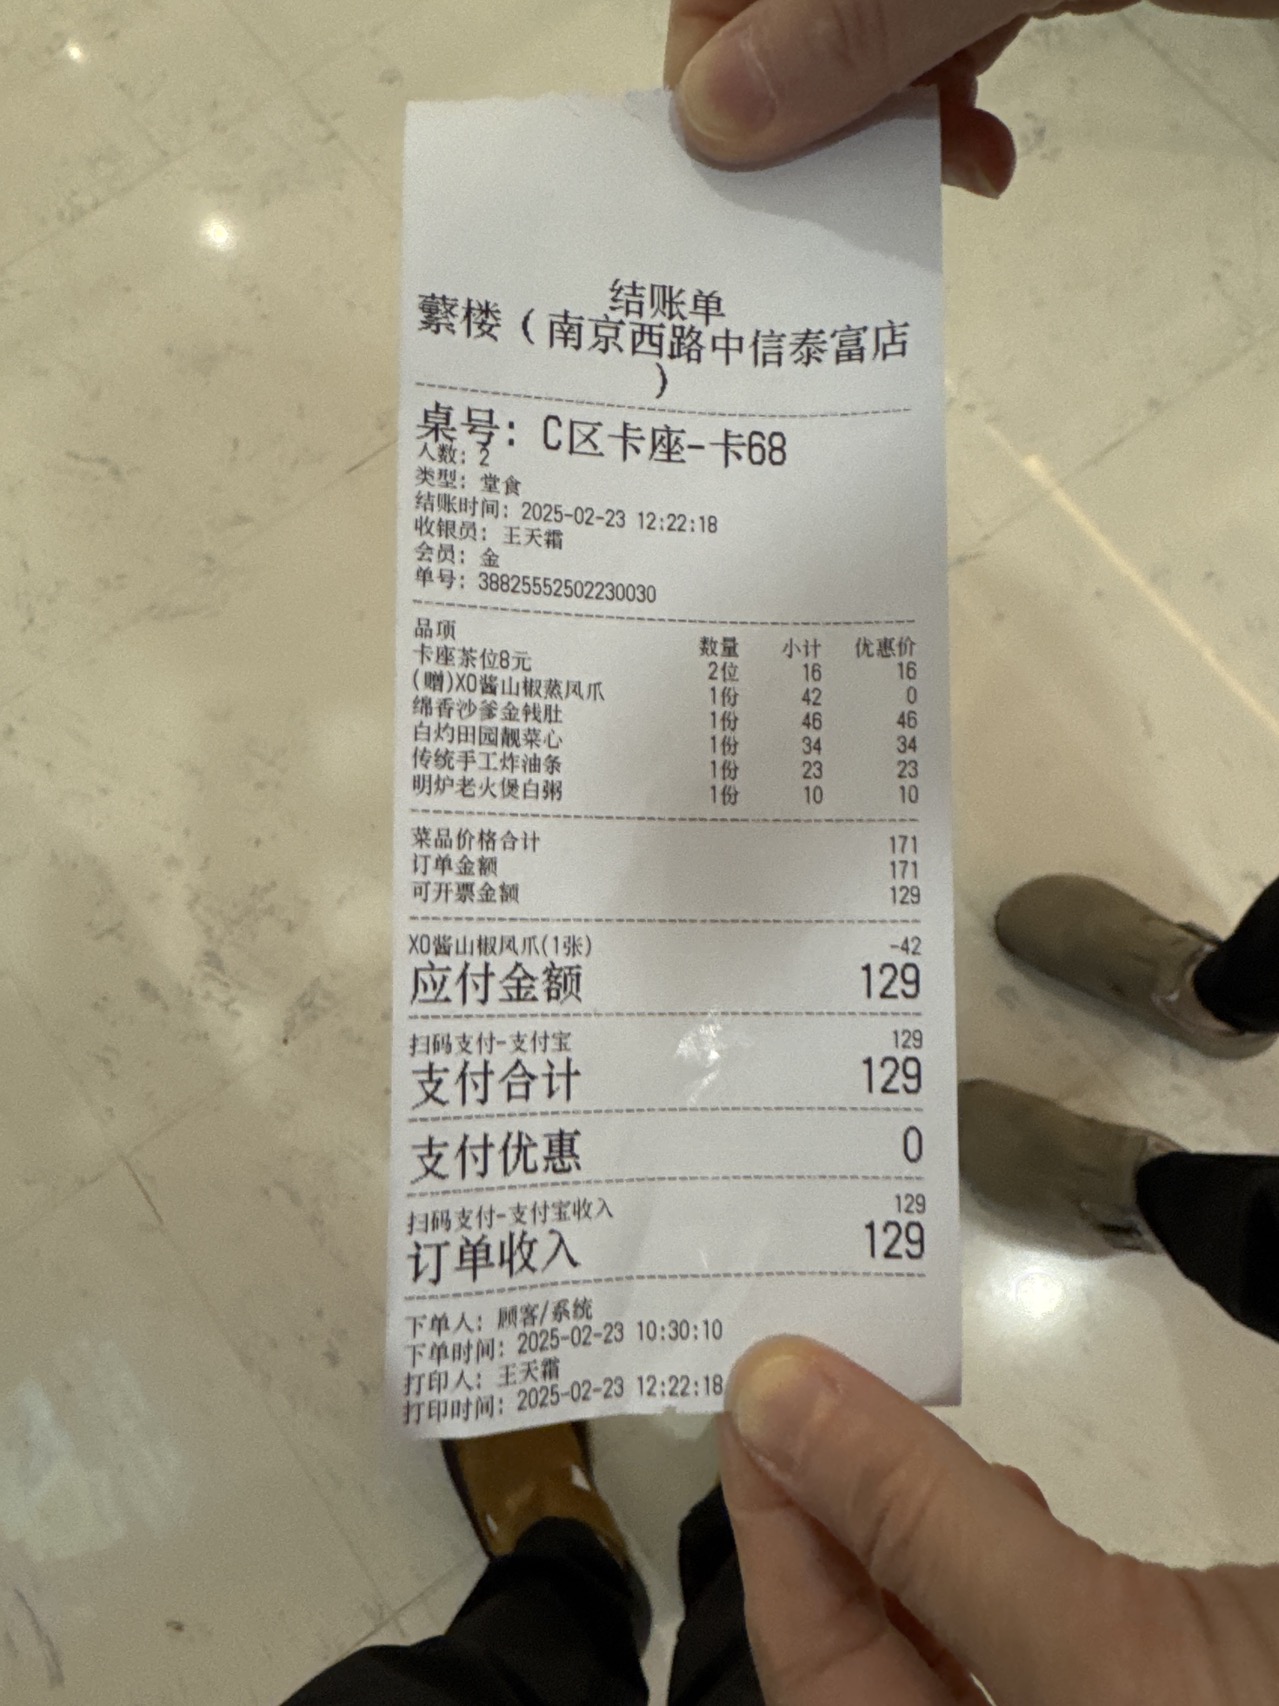 结账单
蘩楼（南京西路中信泰富店
）
桌号：C区卡座-卡68
人数：2
类型：堂食
结账时间：2025-02-23 12:22:18
收银员：王天霜
会员：金
单号：38825552502230030
品项 数量 小计 优惠价
卡座茶位8元 2位 16 16
(赠)XO酱山椒蒸凤爪 1份 42 0
绵香沙爹金钱肚 1份 46 46
白灼田园靓菜心 1份 34 34
传统手工炸油条 1份 23 23
明炉老火煲白粥 1份 10 10
菜品价格合计 171
订单金额 171
可开票金额 129
XO酱山椒凤爪(1张) -42
应付金额 129
扫码支付-支付宝 129
支付合计 129
支付优惠 0
扫码支付-支付宝收入 129
订单收入 129
下单人：顾客/系统
下单时间：2025-02-23 10:30:10
打印人：王天霜
打印时间：2025-02-23 12:22:18